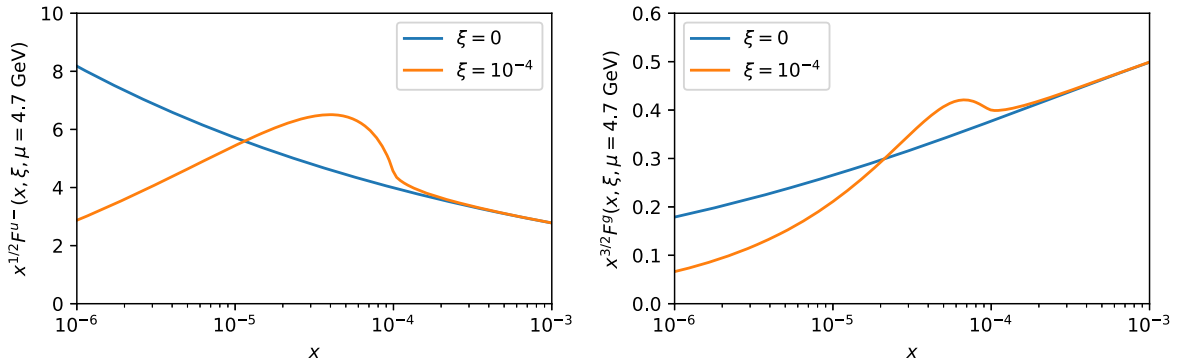 x^{1/2}F^{u-}(x, ξ, μ = 4.7 GeV)
10
8
6
4
2
0
ξ = 0
ξ = 10^{-4}
10^{-6} 10^{-5} 10^{-4} 10^{-3}
x
x^{3/2}F^{g}(x, ξ, μ = 4.7 GeV)
0.6
0.5
0.4
0.3
0.2
0.1
0.0
ξ = 0
ξ = 10^{-4}
10^{-6} 10^{-5} 10^{-4} 10^{-3}
x